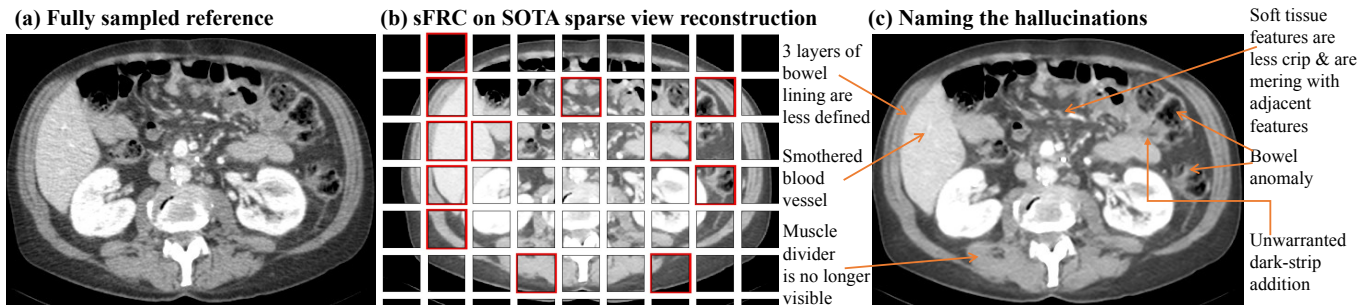 (a) Fully sampled reference
(b) sFRC on SOTA sparse view reconstruction
(c) Naming the hallucinations
3 layers of
bowel
lining are
less defined
Smothered
blood
vessel
Muscle
divider
is no longer
visible
Soft tissue
features are
less crip & are
mering with
adjacent
features
Bowel
anomaly
Unwarranted
dark-strip
addition